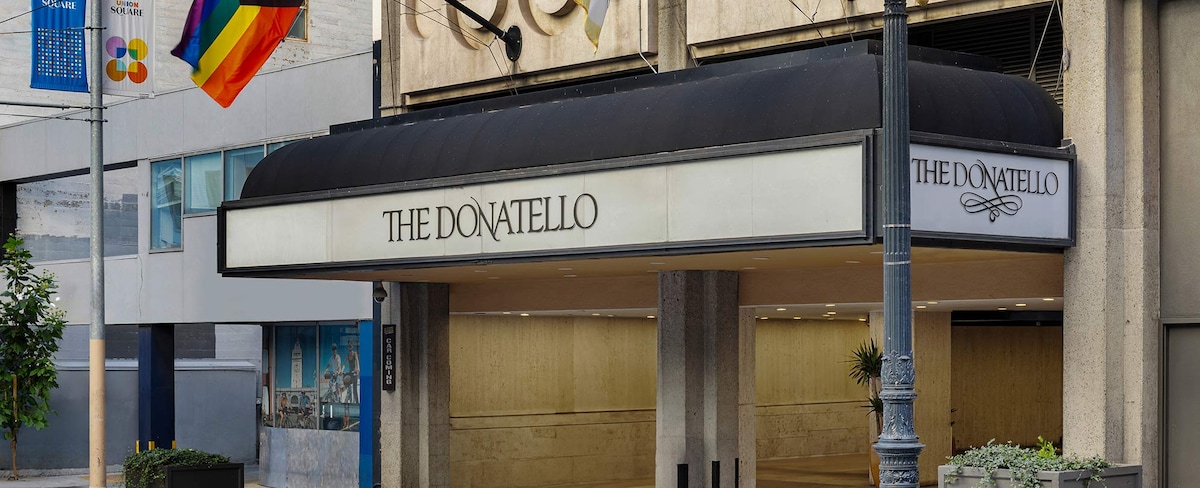 SQUARE
UNION
SQUARE
THE DONATELLO
THE DONATELLO
CAR COMING